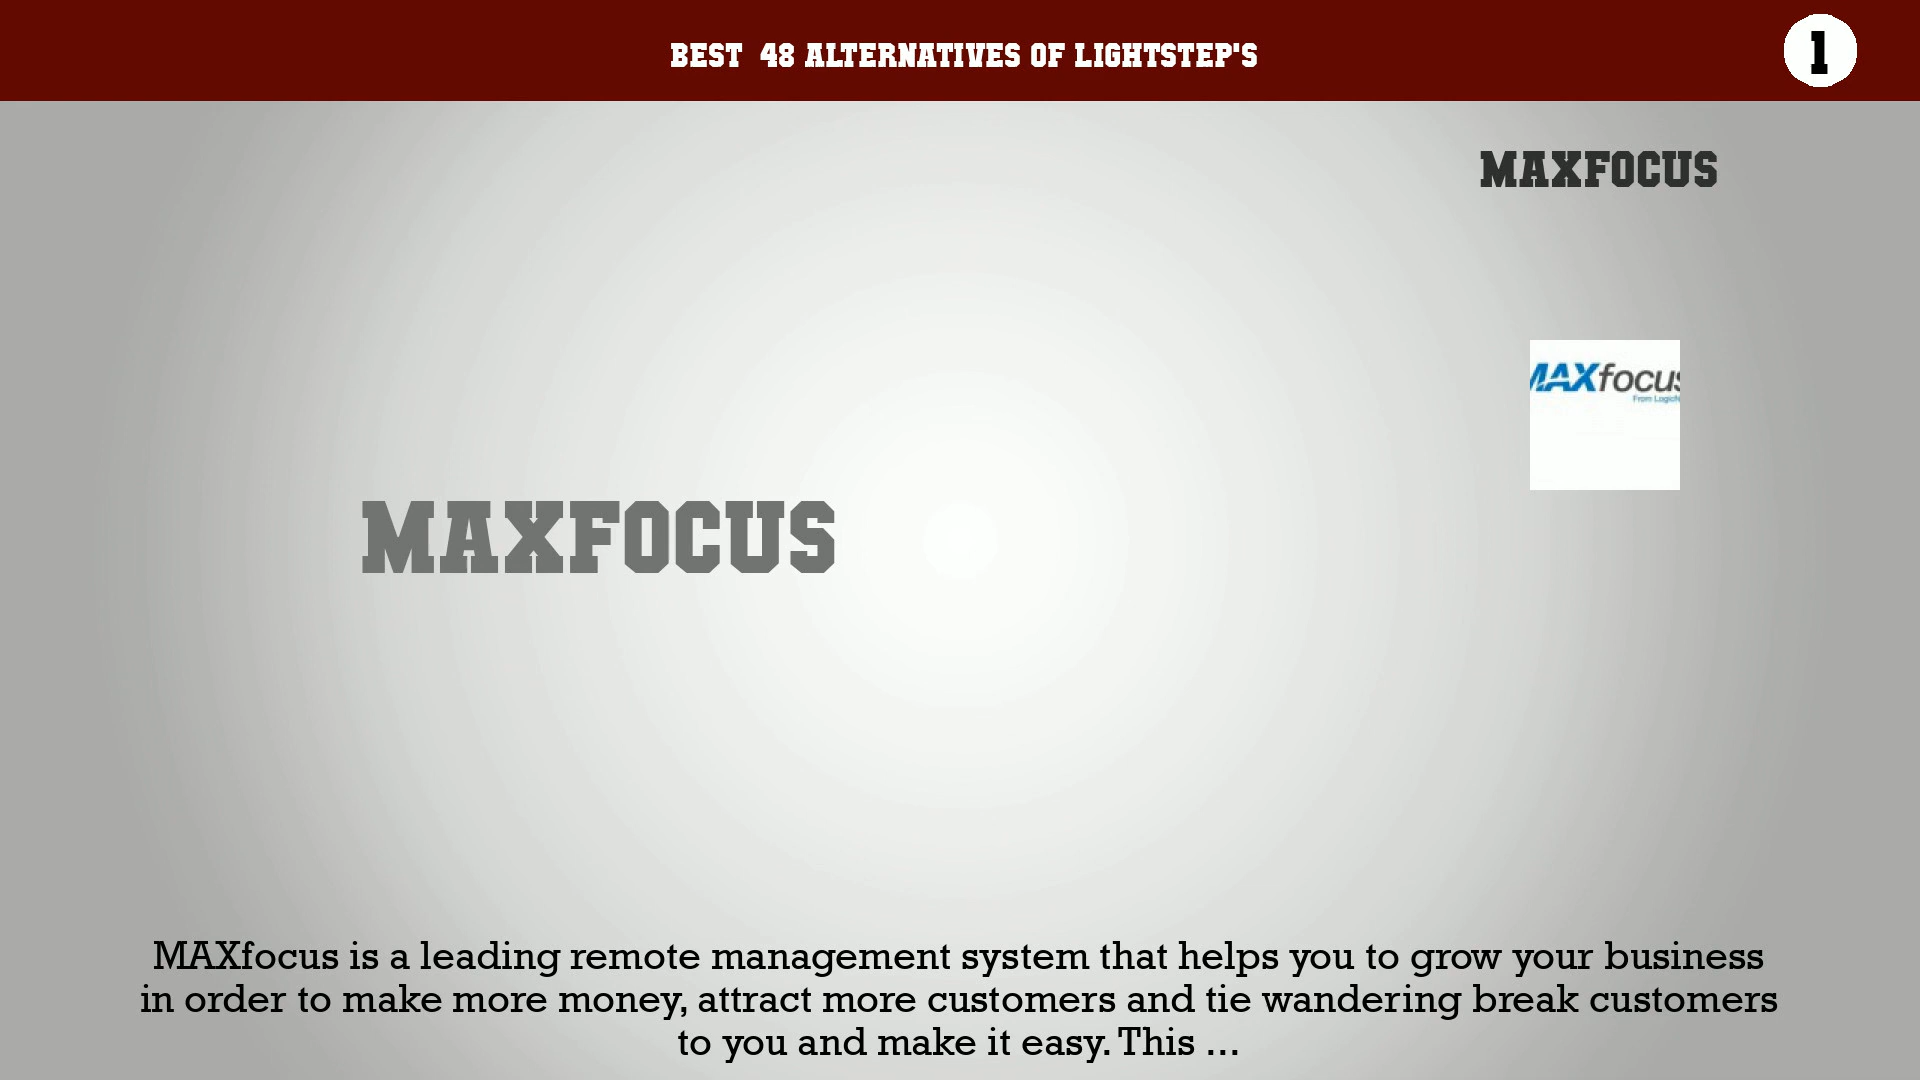 BEST 48 ALTERNATIVES OF LIGHTSTEP'S
1
MAXFOCUS
MAXfocus
MAXFOCUS
MAXfocus is a leading remote management system that helps you to grow your business
in order to make more money, attract more customers and tie wandering break customers
to you and make it easy. This ...